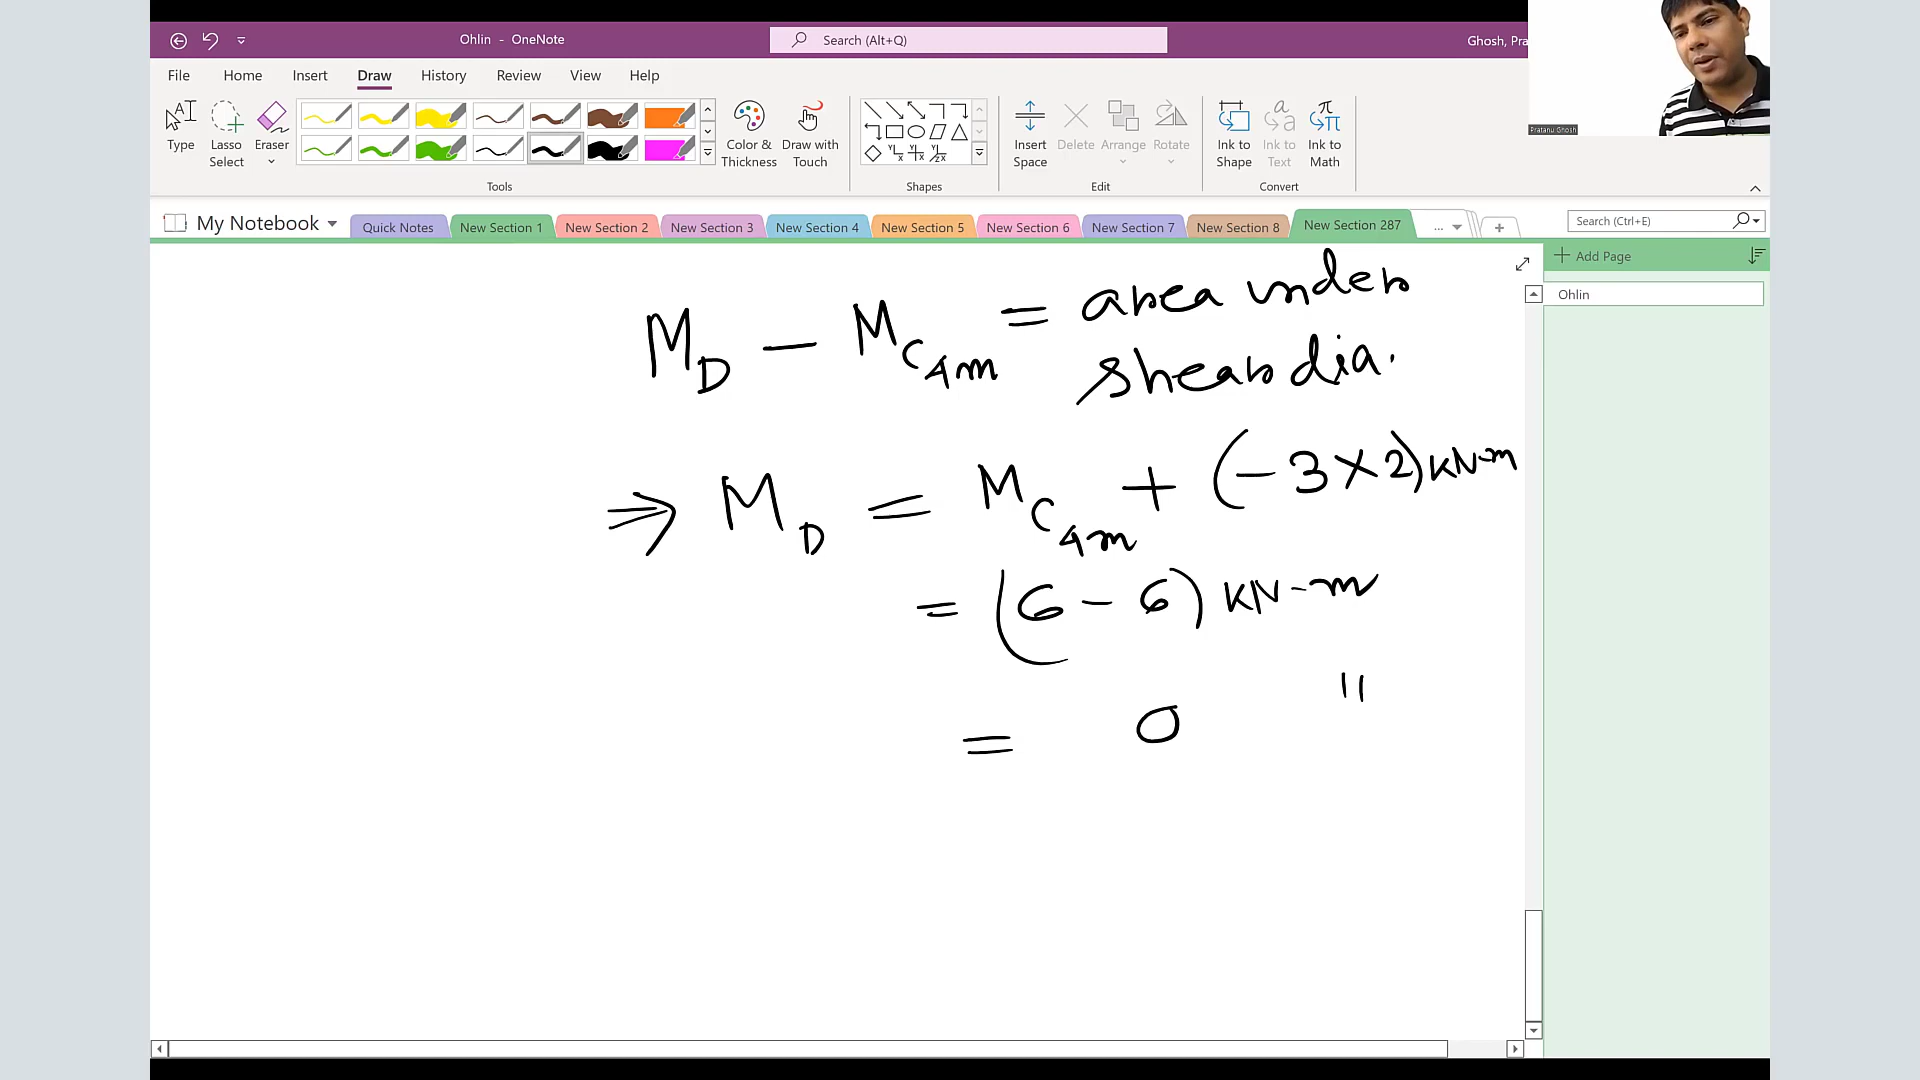 Ohlin - OneNote
Search (Alt+Q)
Ghosh, Pra
File Home Insert Draw History Review View Help
Type
Lasso Select
Eraser
Color & Thickness
Draw with Touch
Insert Space
Delete
Arrange
Rotate
Ink to Shape
Ink to Text
Ink to Math
Tools
Shapes
Edit
Convert
Pratanu Ghosh
My Notebook
Quick Notes
New Section 1
New Section 2
New Section 3
New Section 4
New Section 5
New Section 6
New Section 7
New Section 8
New Section 287
...
Search (Ctrl+E)
Add Page
Ohlin
M_D - M_C_4m = area under
shear dia.
⇒ M_D = M_C_4m + (-3×2) kN-m
= (6 - 6) kN-m
= 0 "